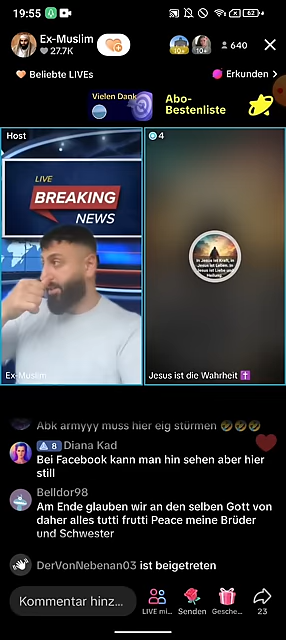 19:55
62
Ex-Muslim
27.7K
10+
10+
640
Beliebte LIVEs
Erkunden
Vielen Dank
Abo-
Bestenliste
Host
4
LIVE
BREAKING
NEWS
In Jesus ist Kraft, in
Jesus ist Leben, in
Jesus ist Liebe und
Heilung
Ex-Muslim
Jesus ist die Wahrheit ✝️
Abk armyyy muss hier eig stürmen 🤣🤣🤣
8 Diana Kad
Bei Facebook kann man hin sehen aber hier
still
Belldor98
Am Ende glauben wir an den selben Gott von
daher alles tutti frutti Peace meine Brüder
und Schwester
DerVonNebenan03 ist beigetreten
Kommentar hinz...
LIVE mi...
Senden
Gesche...
23